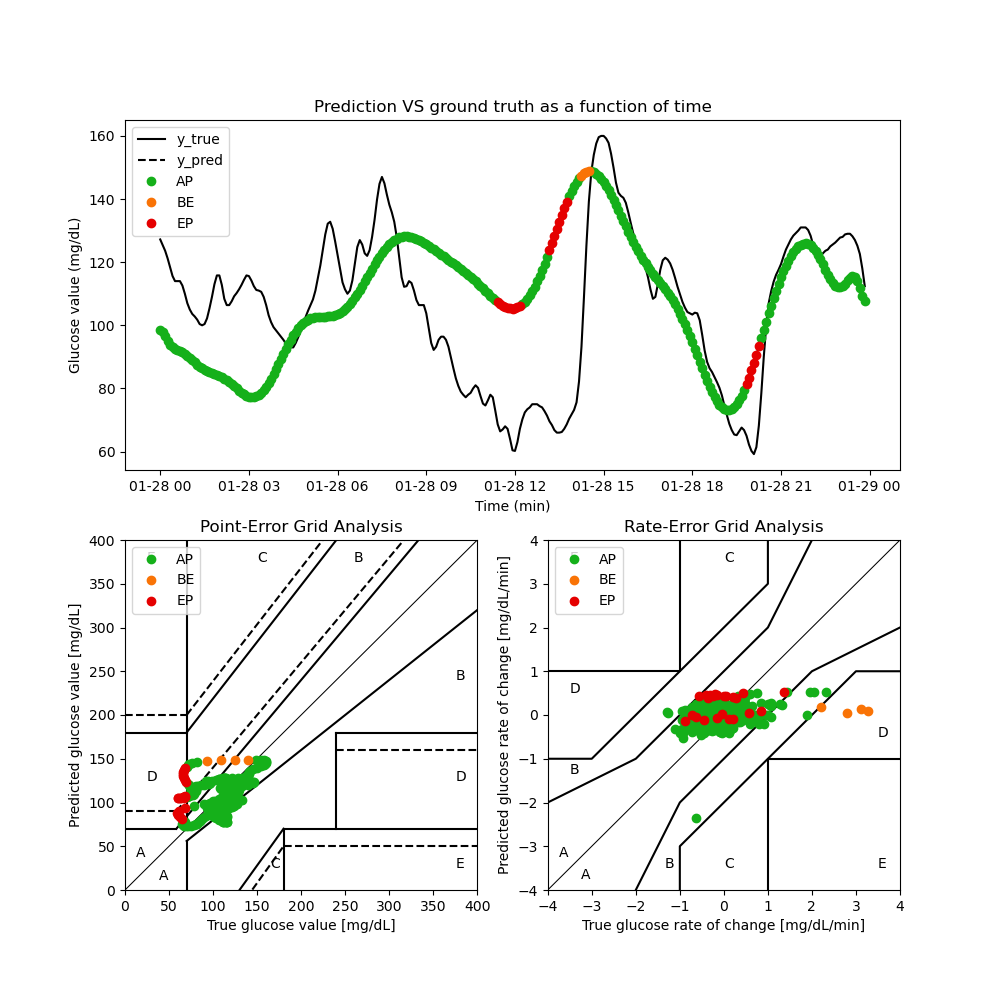 Prediction VS ground truth as a function of time
Glucose value (mg/dL)
160
140
120
100
80
60
y_true
y_pred
AP
BE
EP
01-28 00 01-28 03 01-28 06 01-28 09 01-28 12 01-28 15 01-28 18 01-28 21 01-29 00
Time (min)
Point-Error Grid Analysis
Predicted glucose value [mg/dL]
400
350
300
250
200
150
100
50
0
AP
BE
EP
C B
B
D D
A
A
C E
0 50 100 150 200 250 300 350 400
True glucose value [mg/dL]
Rate-Error Grid Analysis
Predicted glucose rate of change [mg/dL/min]
4
3
2
1
0
−1
−2
−3
−4
AP
BE
EP
C
D
D
B
A
A
B C E
−4 −3 −2 −1 0 1 2 3 4
True glucose rate of change [mg/dL/min]